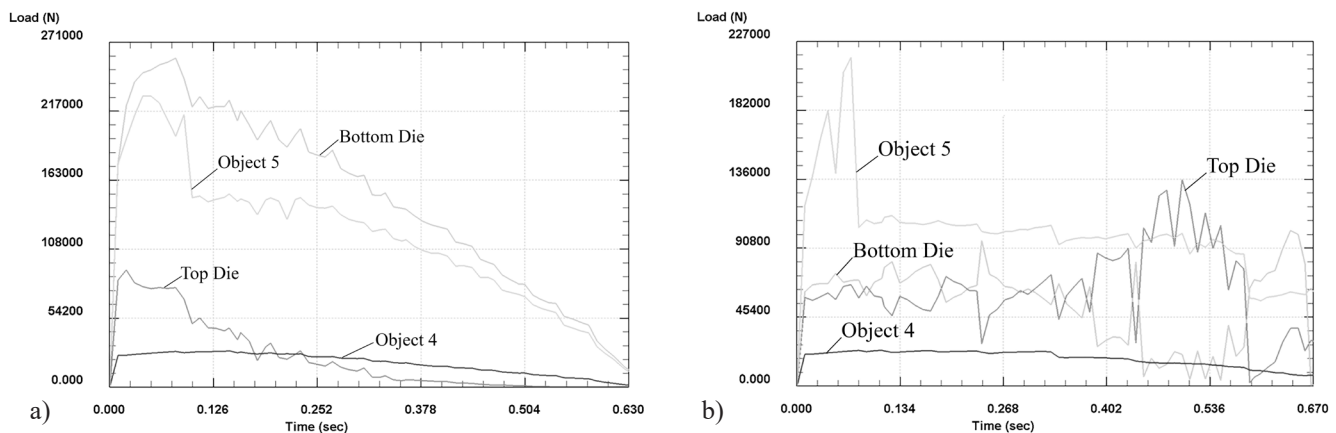 Load (N)
271000
217000
163000
108000
54200
0.000
Bottom Die
Object 5
Top Die
Object 4
0.000 0.126 0.252 0.378 0.504 0.630
Time (sec)
a)
Load (N)
227000
182000
136000
90800
45400
0.000
Object 5
Top Die
Bottom Die
Object 4
0.000 0.134 0.268 0.402 0.536 0.670
Time (sec)
b)